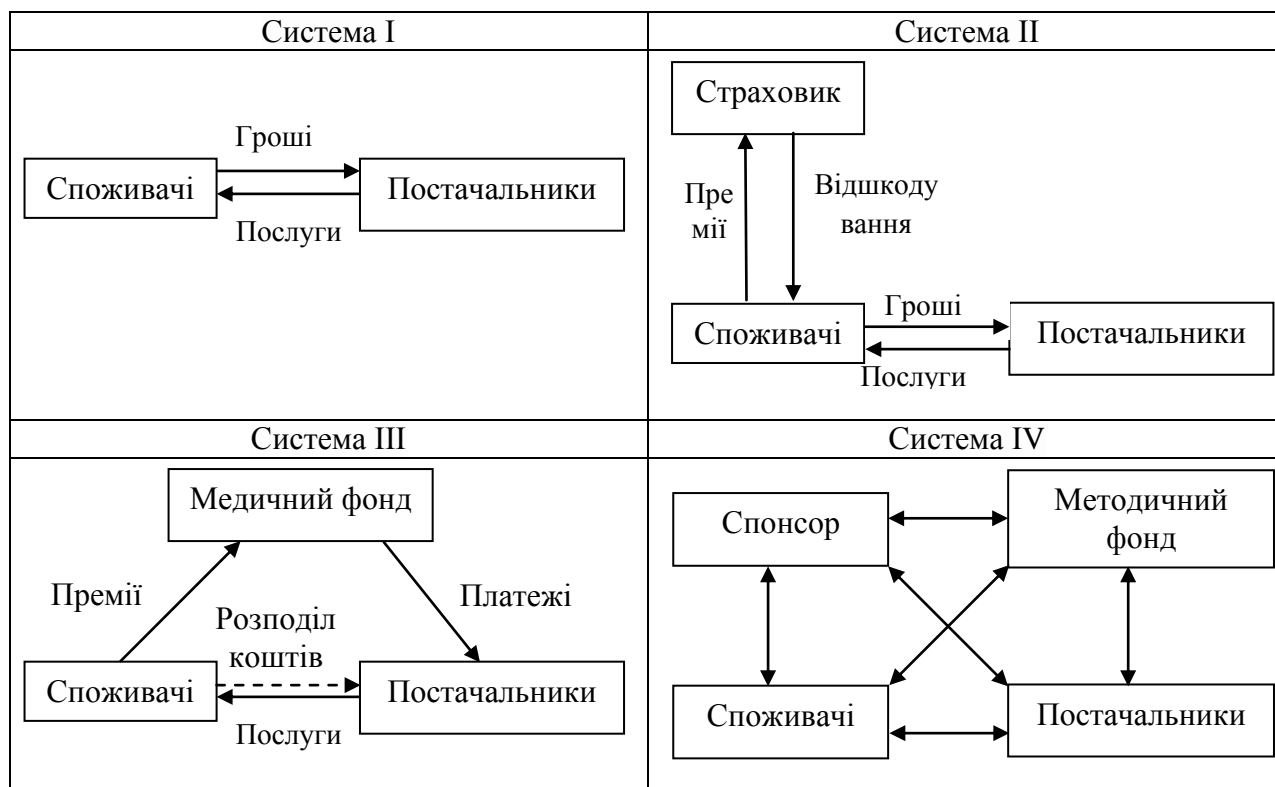 Система I
Система II
Гроші
Споживачі
Постачальники
Послуги
Страховик
Пре
мії
Відшкоду
вання
Гроші
Споживачі
Постачальники
Послуги
Система III
Система IV
Медичний фонд
Премії
Платежі
Розподіл
коштів
Споживачі
Постачальники
Послуги
Спонсор
Методичний
фонд
Споживачі
Постачальники